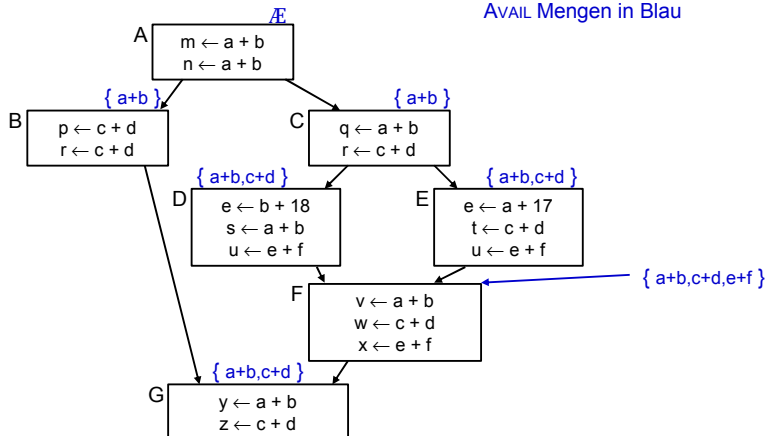 AVAIL Mengen in Blau
Æ
A
m ← a + b
n ← a + b
{ a+b }
{ a+b }
B
p ← c + d
r ← c + d
C
q ← a + b
r ← c + d
{ a+b,c+d }
{ a+b,c+d }
D
e ← b + 18
s ← a + b
u ← e + f
E
e ← a + 17
t ← c + d
u ← e + f
{ a+b,c+d,e+f }
F
v ← a + b
w ← c + d
x ← e + f
{ a+b,c+d }
G
y ← a + b
z ← c + d